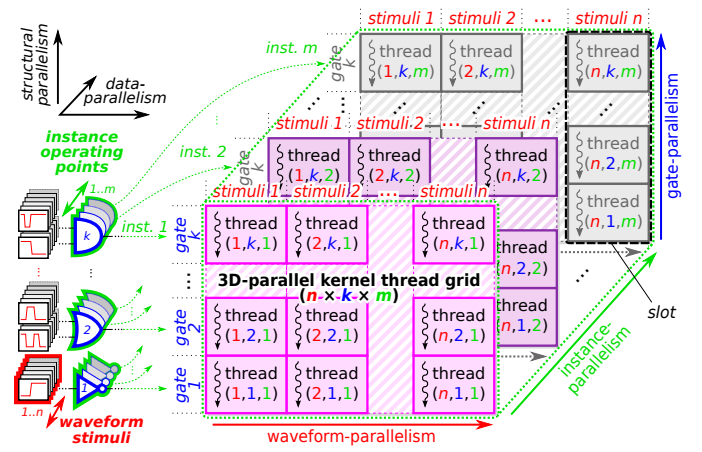 structural
parallelism
data-
parallelism
instance
operating
points
1..m
k
2
1
1..n
waveform
stimuli
inst. m
inst. 2
inst. 1
stimuli 1 stimuli 2 ... stimuli n
gate
k
thread
(1,k,m)
thread
(2,k,m)
thread
(n,k,m)
thread
(n,2,m)
thread
(n,1,m)
stimuli 1 stimuli 2 ... stimuli n
gate
k
thread
(1,k,2)
thread
(2,k,2)
thread
(n,k,2)
(n,2,2)
thread
(n,1,2)
stimuli 1 stimuli 2 ... stimuli n
gate
k
thread
(1,k,1)
thread
(2,k,1)
thread
(n,k,1)
3D-parallel kernel thread grid
(n × k × m)
gate
2
thread
(1,2,1)
thread
(2,2,1)
thread
(n,2,1)
gate
1
thread
(1,1,1)
thread
(2,1,1)
thread
(n,1,1)
waveform-parallelism
instance-
parallelism
gate-parallelism
slot